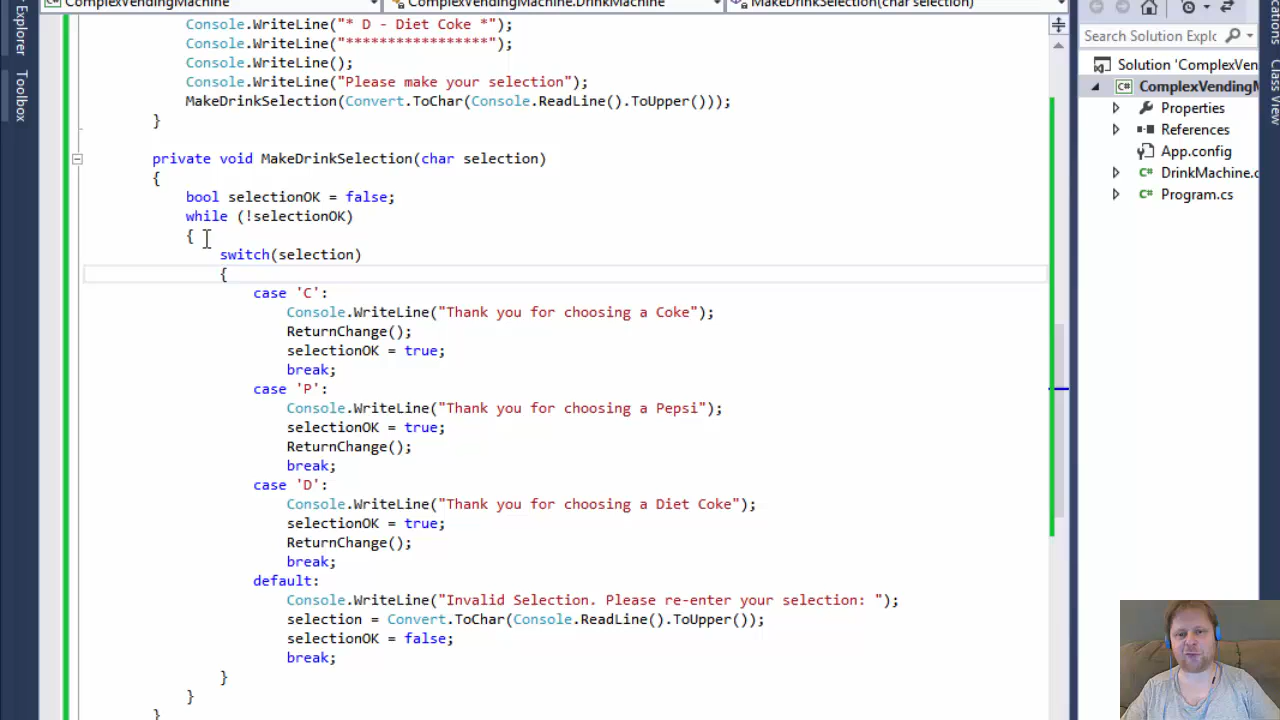 ComplexVendingMachine
ComplexVendingMachine.DrinkMachine
MakeDrinkSelection(char selection)
Explorer
Toolbox
Console.WriteLine("* D - Diet Coke *");
Console.WriteLine("*****************");
Console.WriteLine();
Console.WriteLine("Please make your selection");
MakeDrinkSelection(Convert.ToChar(Console.ReadLine().ToUpper()));
}
private void MakeDrinkSelection(char selection)
{
bool selectionOK = false;
while (!selectionOK)
{
switch(selection)
{
case 'C':
Console.WriteLine("Thank you for choosing a Coke");
ReturnChange();
selectionOK = true;
break;
case 'P':
Console.WriteLine("Thank you for choosing a Pepsi");
selectionOK = true;
ReturnChange();
break;
case 'D':
Console.WriteLine("Thank you for choosing a Diet Coke");
selectionOK = true;
ReturnChange();
break;
default:
Console.WriteLine("Invalid Selection. Please re-enter your selection: ");
selection = Convert.ToChar(Console.ReadLine().ToUpper());
selectionOK = false;
break;
}
}
}
Search Solution Explo
Solution 'ComplexVen
C# ComplexVendingM
Properties
References
App.config
C# DrinkMachine.c
C# Program.cs
cations
Class View